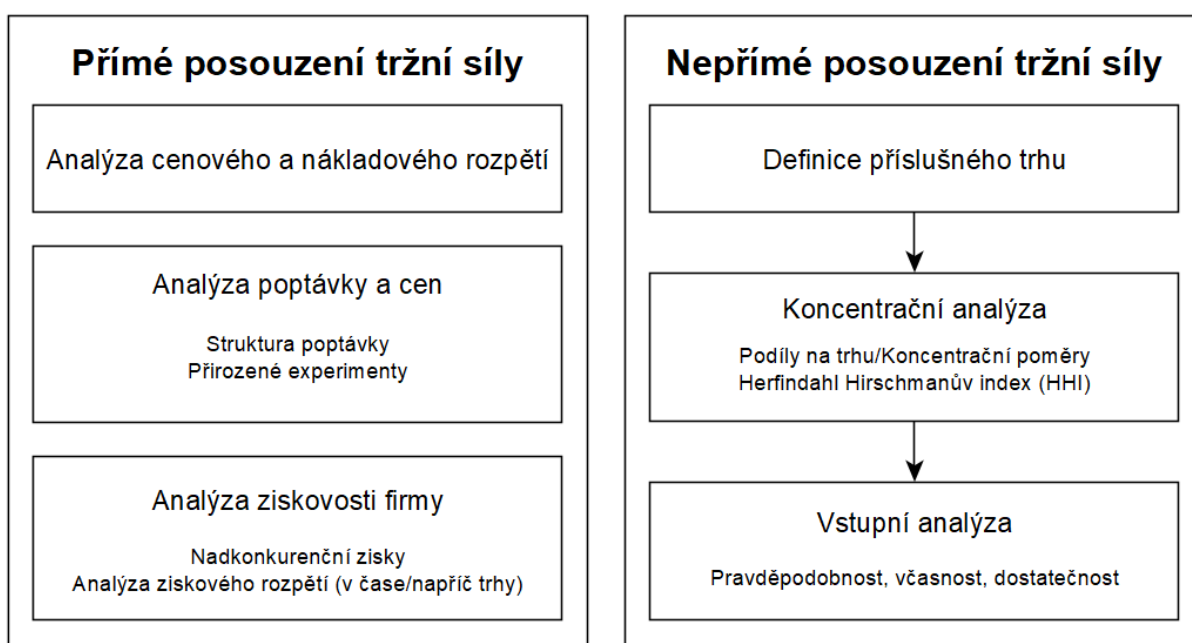 Přímé posouzení tržní síly
Analýza cenového a nákladového rozpětí
Analýza poptávky a cen
Struktura poptávky
Přirozené experimenty
Analýza ziskovosti firmy
Nadkonkurenční zisky
Analýza ziskového rozpětí (v čase/napříč trhy)
Nepřímé posouzení tržní síly
Definice příslušného trhu
Koncentrační analýza
Podíly na trhu/Koncentrační poměry
Herfindahl Hirschmanův index (HHI)
Vstupní analýza
Pravděpodobnost, včasnost, dostatečnost